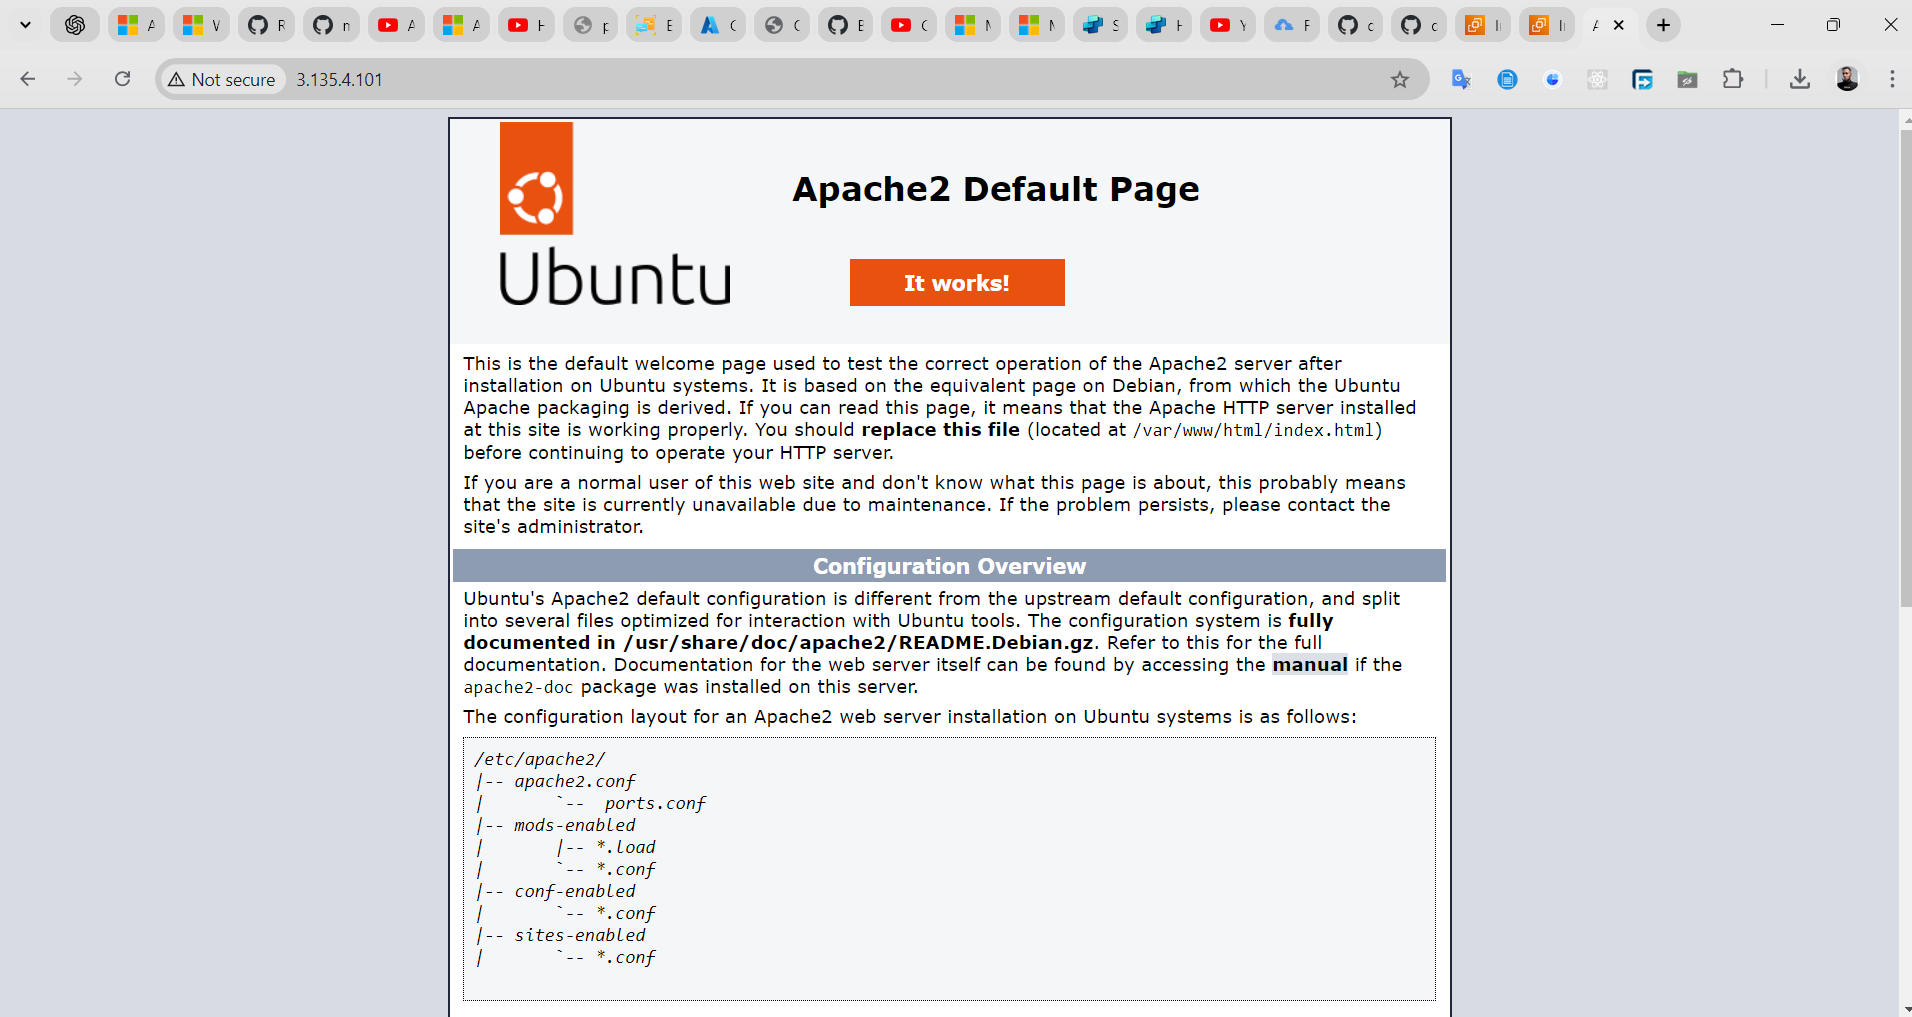 A
W
R
n
A
A
H
p
E
C
C
E
C
N
N
S
H
Y
F
c
c
I
I
A
Not secure
3.135.4.101
Ubuntu
Apache2 Default Page
It works!
This is the default welcome page used to test the correct operation of the Apache2 server after
installation on Ubuntu systems. It is based on the equivalent page on Debian, from which the Ubuntu
Apache packaging is derived. If you can read this page, it means that the Apache HTTP server installed
at this site is working properly. You should replace this file (located at /var/www/html/index.html)
before continuing to operate your HTTP server.
If you are a normal user of this web site and don't know what this page is about, this probably means
that the site is currently unavailable due to maintenance. If the problem persists, please contact the
site's administrator.
Configuration Overview
Ubuntu's Apache2 default configuration is different from the upstream default configuration, and split
into several files optimized for interaction with Ubuntu tools. The configuration system is fully
documented in /usr/share/doc/apache2/README.Debian.gz. Refer to this for the full
documentation. Documentation for the web server itself can be found by accessing the manual if the
apache2-doc package was installed on this server.
The configuration layout for an Apache2 web server installation on Ubuntu systems is as follows:
/etc/apache2/
|-- apache2.conf
|       `--  ports.conf
|-- mods-enabled
|       |-- *.load
|       `-- *.conf
|-- conf-enabled
|       `-- *.conf
|-- sites-enabled
|       `-- *.conf